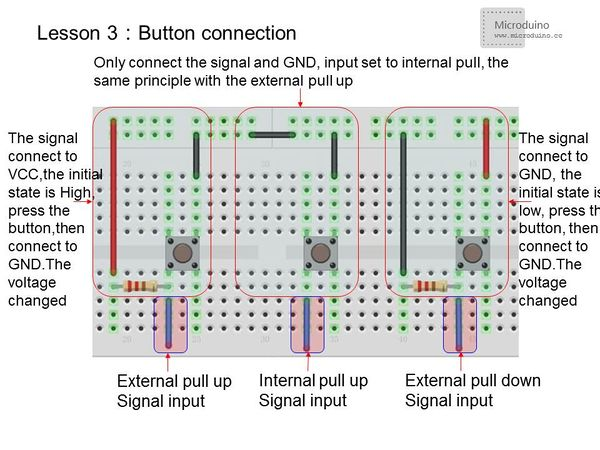 Lesson 3：Button connection
Microduino
www.microduino.cc
Only connect the signal and GND, input set to internal pull, the
same principle with the external pull up
The signal
connect to
VCC,the initial
state is High,
press the
button,then
connect to
GND.The
voltage
changed
The signal
connect to
GND, the
initial state is
low, press th
button, then
connect to
GND.The
voltage
changed
External pull up
Signal input
Internal pull up
Signal input
External pull down
Signal input